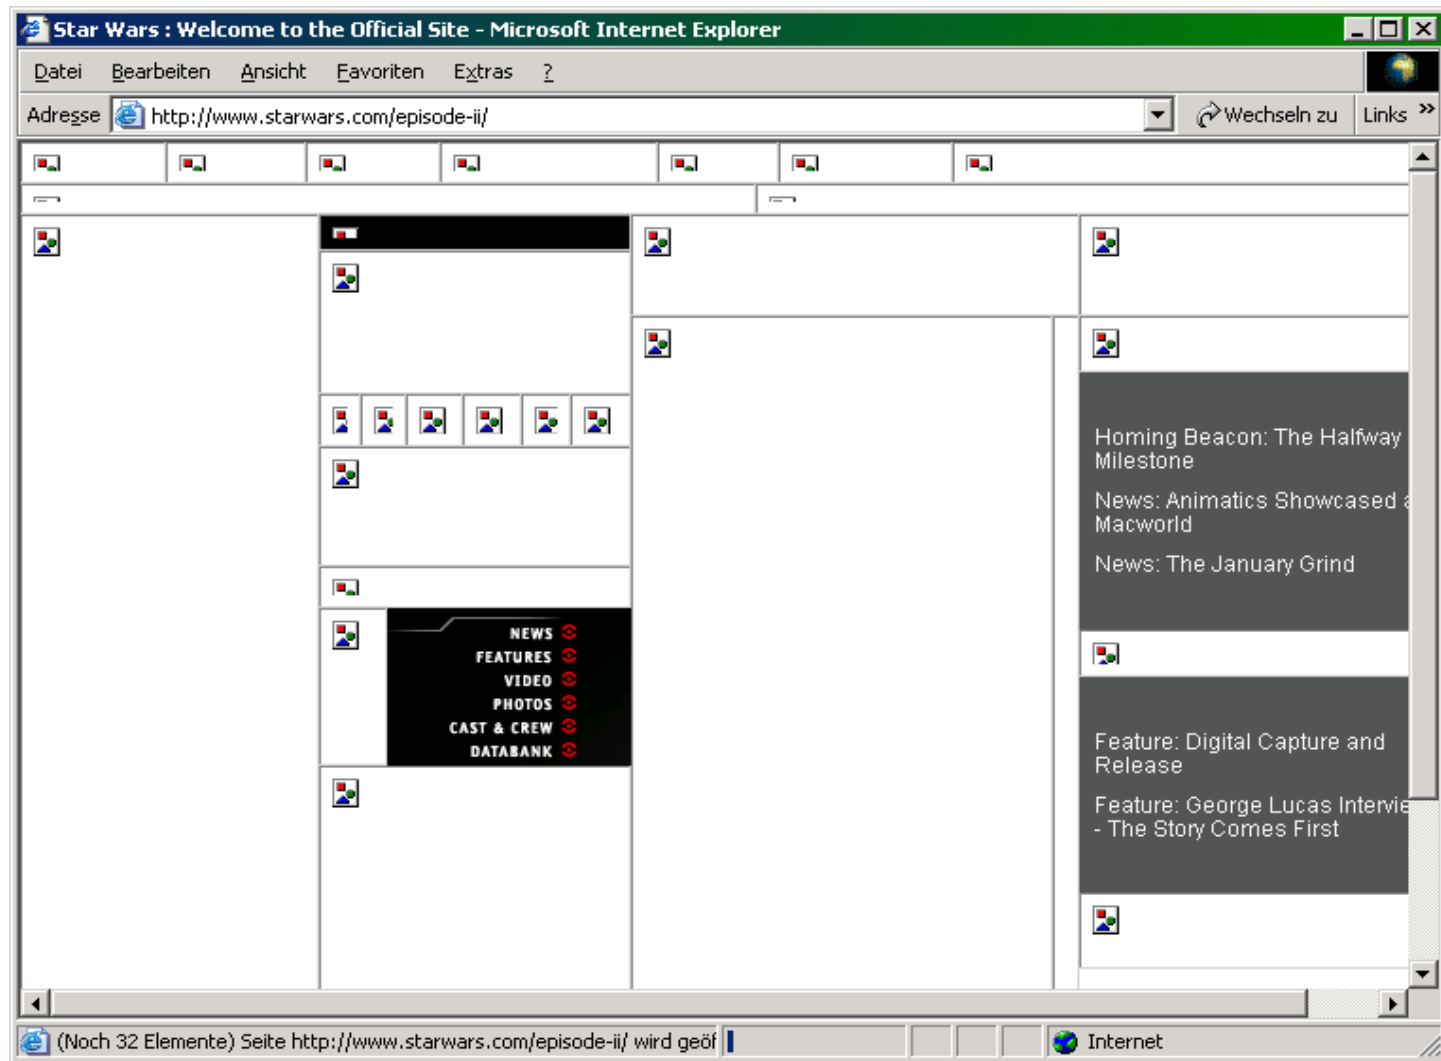 Star Wars : Welcome to the Official Site - Microsoft Internet Explorer
Datei Bearbeiten Ansicht Favoriten Extras ?
Adresse http://www.starwars.com/episode-ii/ Wechseln zu Links »
NEWS
FEATURES
VIDEO
PHOTOS
CAST & CREW
DATABANK
Homing Beacon: The Halfway
Milestone
News: Animatics Showcased a
Macworld
News: The January Grind
Feature: Digital Capture and
Release
Feature: George Lucas Intervie
- The Story Comes First
(Noch 32 Elemente) Seite http://www.starwars.com/episode-ii/ wird geöf Internet